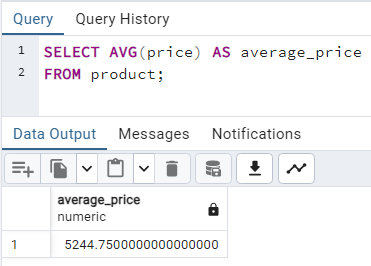 Query Query History
1 SELECT AVG(price) AS average_price
2 FROM product;
Data Output Messages Notifications
average_price
numeric
1 5244.7500000000000000